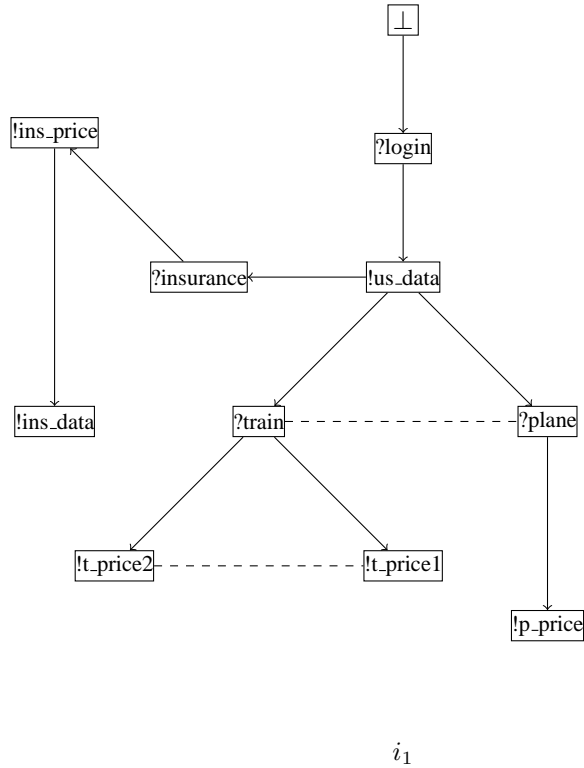 ⊥
!ins_price
?login
?insurance
!us_data
!ins_data
?train
?plane
!t_price2
!t_price1
!p_price
i₁